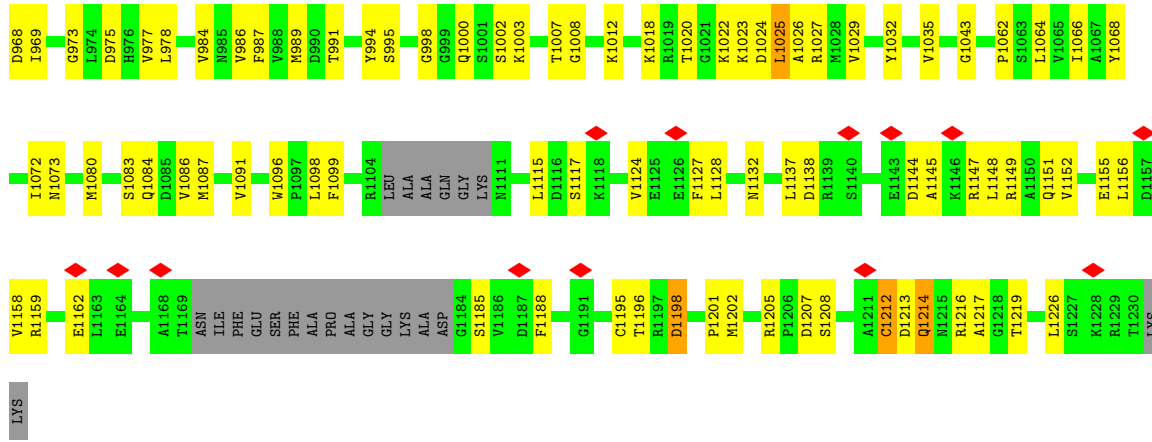 D968 I969 G973 L974 D975 H976 V977 L978 V984 N985 V986 F987 V988 M989 D990 T991 Y994 S995 G998 G999 Q1000 S1001 S1002 K1003 T1007 G1008 K1012 K1018 R1019 T1020 G1021 K1022 K1023 D1024 L1025 A1026 R1027 M1028 V1029 Y1032 V1035 G1043 P1062 S1063 L1064 V1065 I1066 A1067 Y1068
I1072 N1073 M1080 S1083 Q1084 D1085 V1086 M1087 V1091 W1096 P1097 L1098 F1099 R1104 LEU ALA ALA GLN GLY LYS N1111 L1115 D1116 S1117 K1118 V1124 E1125 E1126 F1127 L1128 N1132 L1137 D1138 R1139 S1140 E1143 D1144 A1145 K1146 R1147 L1148 R1149 A1150 Q1151 V1152 E1155 L1156 D1157
V1158 R1159 E1162 L1163 E1164 A1168 T1169 ASN ILE PHE GLU SER PHE ALA PRO ALA GLY GLY LYS ALA ASP G1184 S1185 V1186 D1187 F1188 G1191 C1195 T1196 R1197 D1198 P1201 M1202 R1205 P1206 D1207 S1208 A1211 C1212 D1213 Q1214 N1215 R1216 A1217 G1218 T1219 L1226 S1227 K1228 R1229 T1230 LYS
LYS